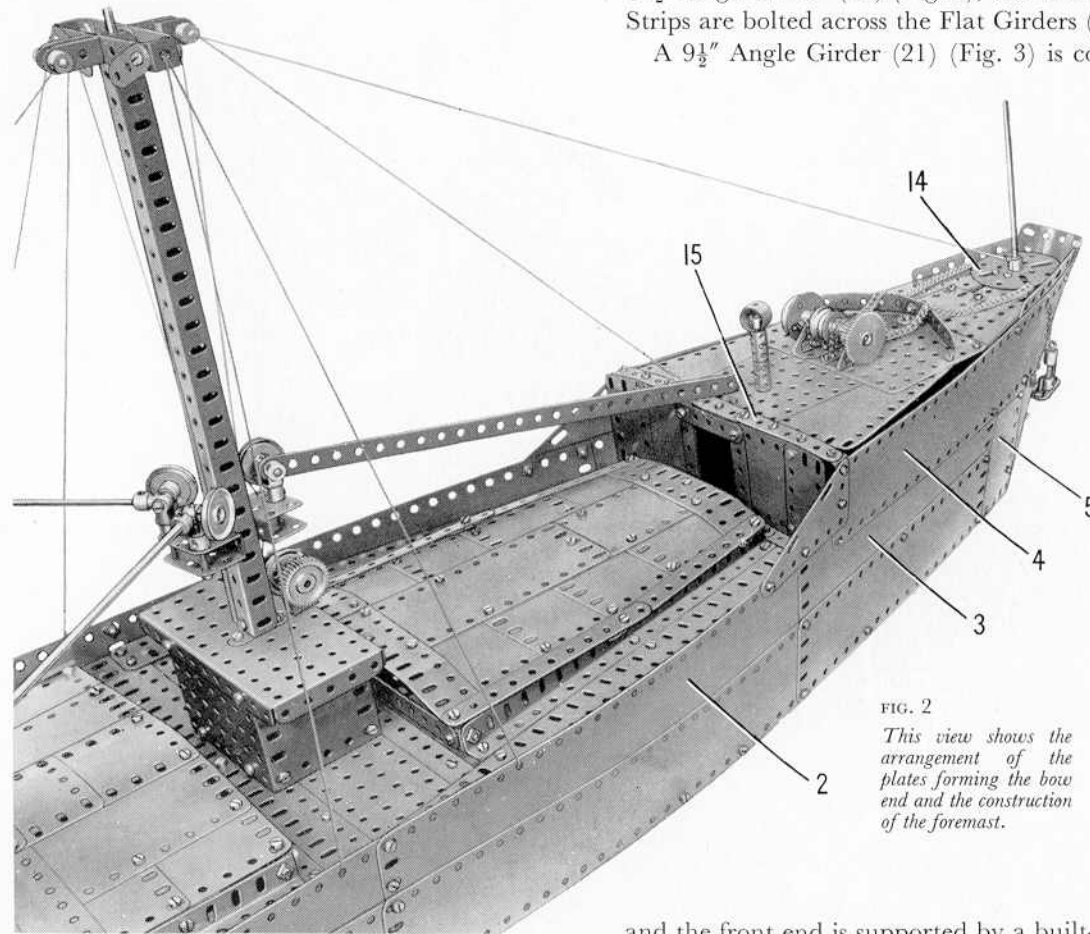 Strips are bolted across the Flat Girders (
A 9½″ Angle Girder (21) (Fig. 3) is co
14
15
5
4
3
2
FIG. 2
This view shows the
arrangement of the
plates forming the bow
end and the construction
of the foremast.
and the front end is supported by a built